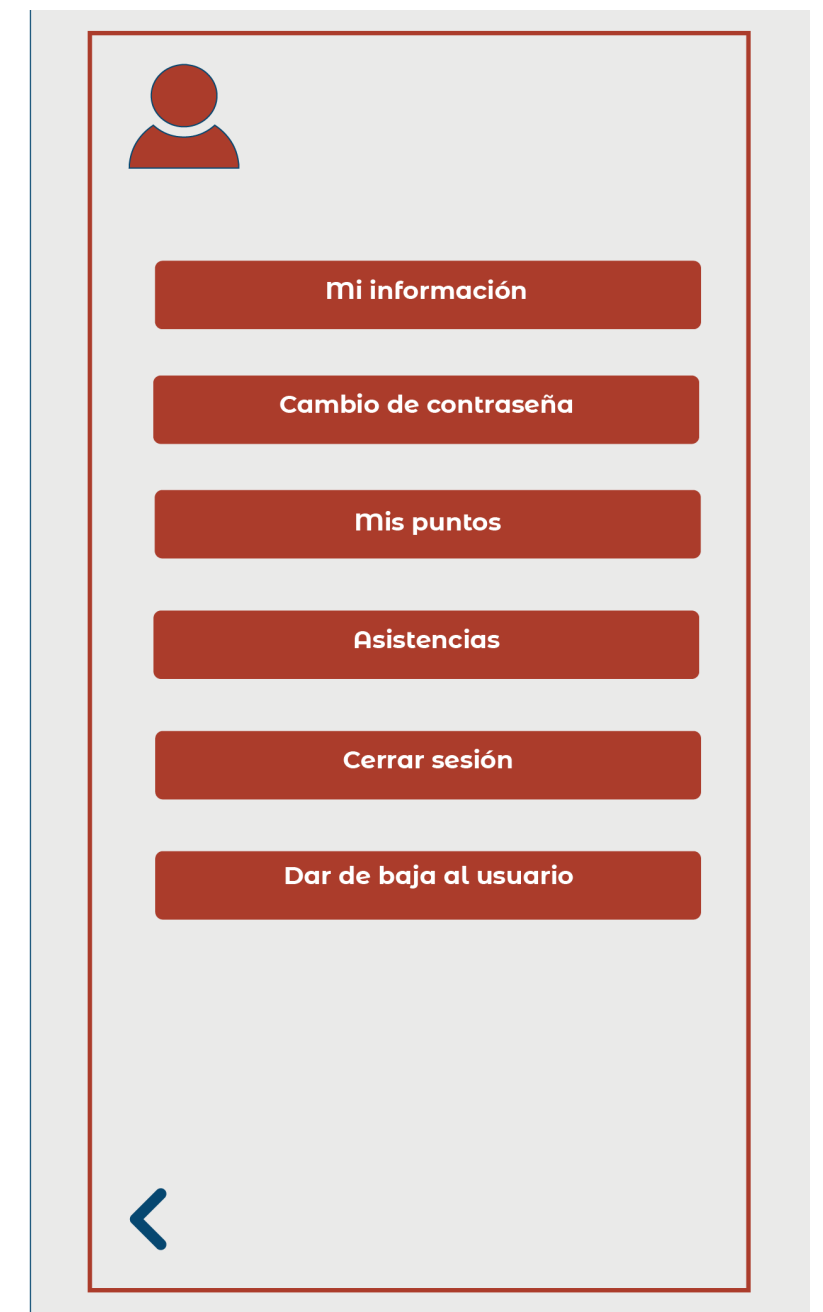 Mi información
Cambio de contraseña
Mis puntos
Asistencias
Cerrar sesión
Dar de baja al usuario